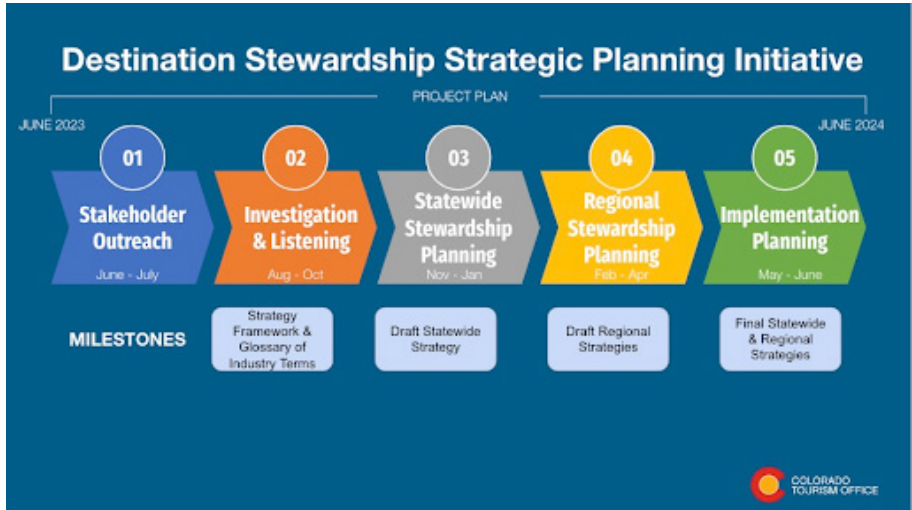 Destination Stewardship Strategic Planning Initiative
PROJECT PLAN
JUNE 2023
JUNE 2024
01
Stakeholder
Outreach
June - July
02
Investigation
& Listening
Aug - Oct
03
Statewide
Stewardship
Planning
Nov - Jan
04
Regional
Stewardship
Planning
Feb - Apr
05
Implementation
Planning
May - June
MILESTONES
Strategy
Framework &
Glossary of
Industry Terms
Draft Statewide
Strategy
Draft Regional
Strategies
Final Statewide
& Regional
Strategies
COLORADO
TOURISM OFFICE